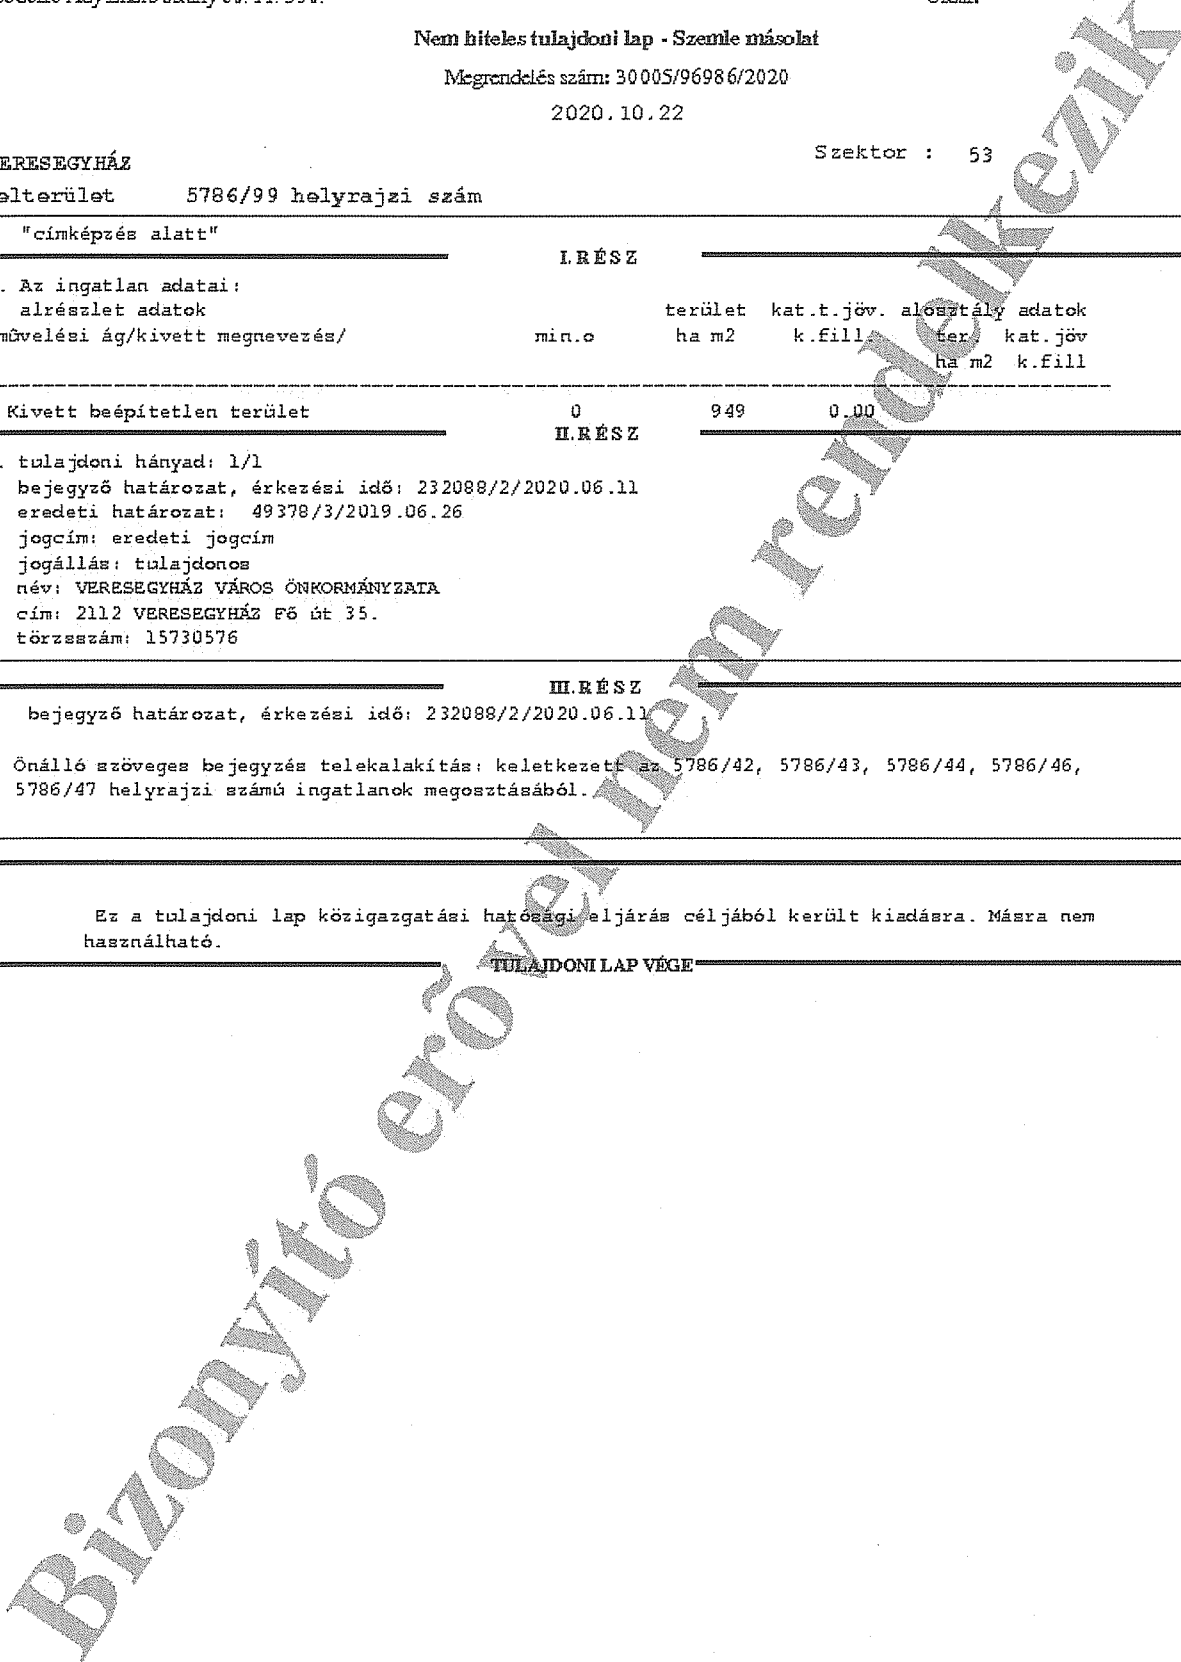 Nem hiteles tulajdoni lap - Szemle másolat
Megrendelés szám: 30005/96986/2020
2020.10.22
Szektor : 53
ERESEGYHÁZ
elterület 5786/99 helyrajzi szám
"címképzés alatt"
I.RÉSZ
. Az ingatlan adatai:
alrészlet adatok terület kat.t.jöv. alosztály adatok
művelési ág/kivett megnevezés/ min.o ha m2 k.fill. ter. kat.jöv
ha m2 k.fill
Kivett beépítetlen terület 0 949 0.00
II.RÉSZ
. tulajdoni hányad: 1/1
bejegyző határozat, érkezési idő: 232088/2/2020.06.11
eredeti határozat: 49378/3/2019.06.26
jogcím: eredeti jogcím
jogállás: tulajdonos
név: VERESEGYHÁZ VÁROS ÖNKORMÁNYZATA
cím: 2112 VERESEGYHÁZ Fő út 35.
törzsszám: 15730576
III.RÉSZ
bejegyző határozat, érkezési idő: 232088/2/2020.06.11
Önálló szöveges bejegyzés telekalakítás: keletkezett az 5786/42, 5786/43, 5786/44, 5786/46,
5786/47 helyrajzi számú ingatlanok megosztásából.
Ez a tulajdoni lap közigazgatási hatósági eljárás céljából került kiadásra. Másra nem
használható.
TULAJDONI LAP VÉGE
Bizonyító erõvel nem rendelkezik